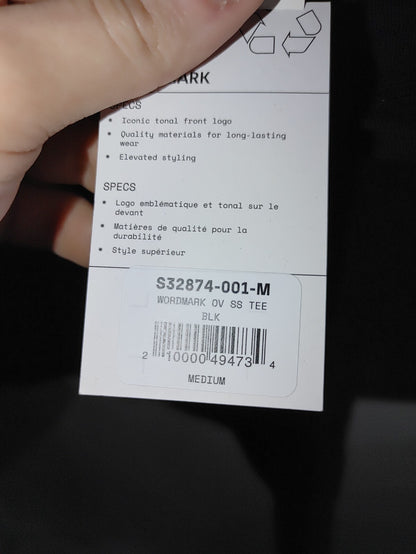 ARK
SPECS
* Iconic tonal front logo
* Quality materials for long-lasting
wear
* Elevated styling
SPECS
* Logo emblématique et tonal sur le
devant
* Matières de qualité pour la
durabilité
* Style supérieur
S32874-001-M
WORDMARK OV SS TEE
BLK
2 10000 49473 4
MEDIUM